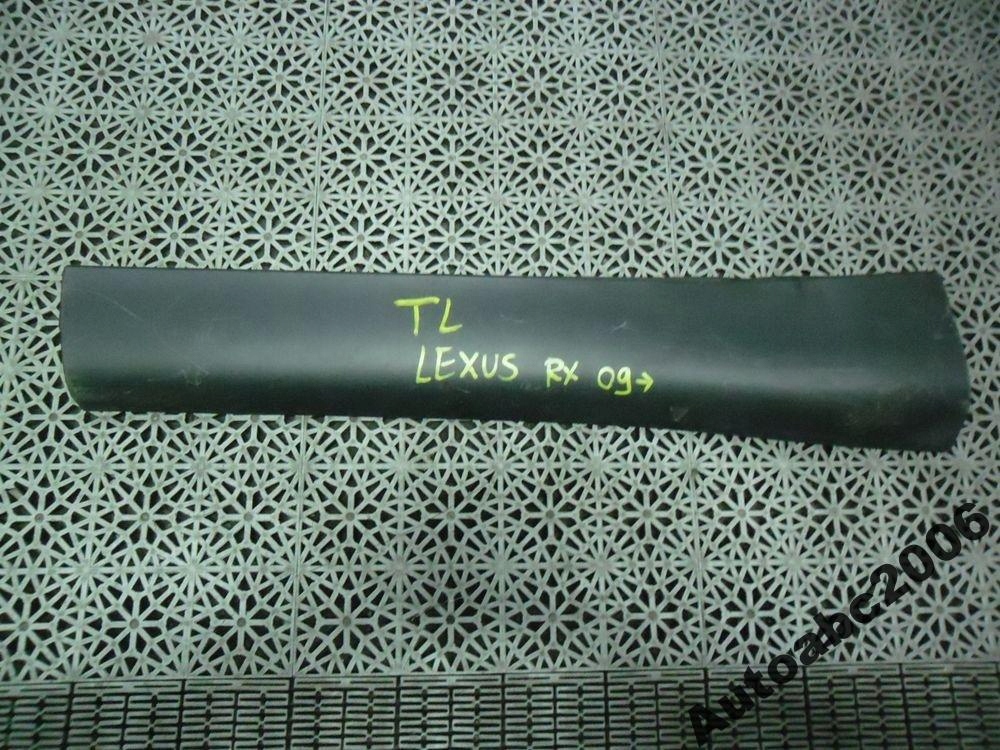 TL
LEXUS RX 09→
Autoabc2006